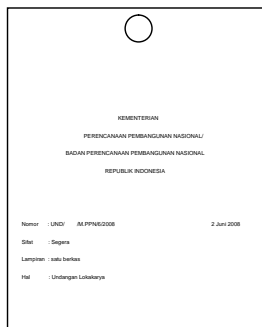 KEMENTERIAN
PERENCANAAN PEMBANGUNAN NASIONAL/
BADAN PERENCANAAN PEMBANGUNAN NASIONAL
REPUBLIK INDONESIA
Nomor : UND/ /M.PPN/6/2008 2 Juni 2008
Sifat : Segera
Lampiran : satu berkas
Hal : Undangan Lokakarya